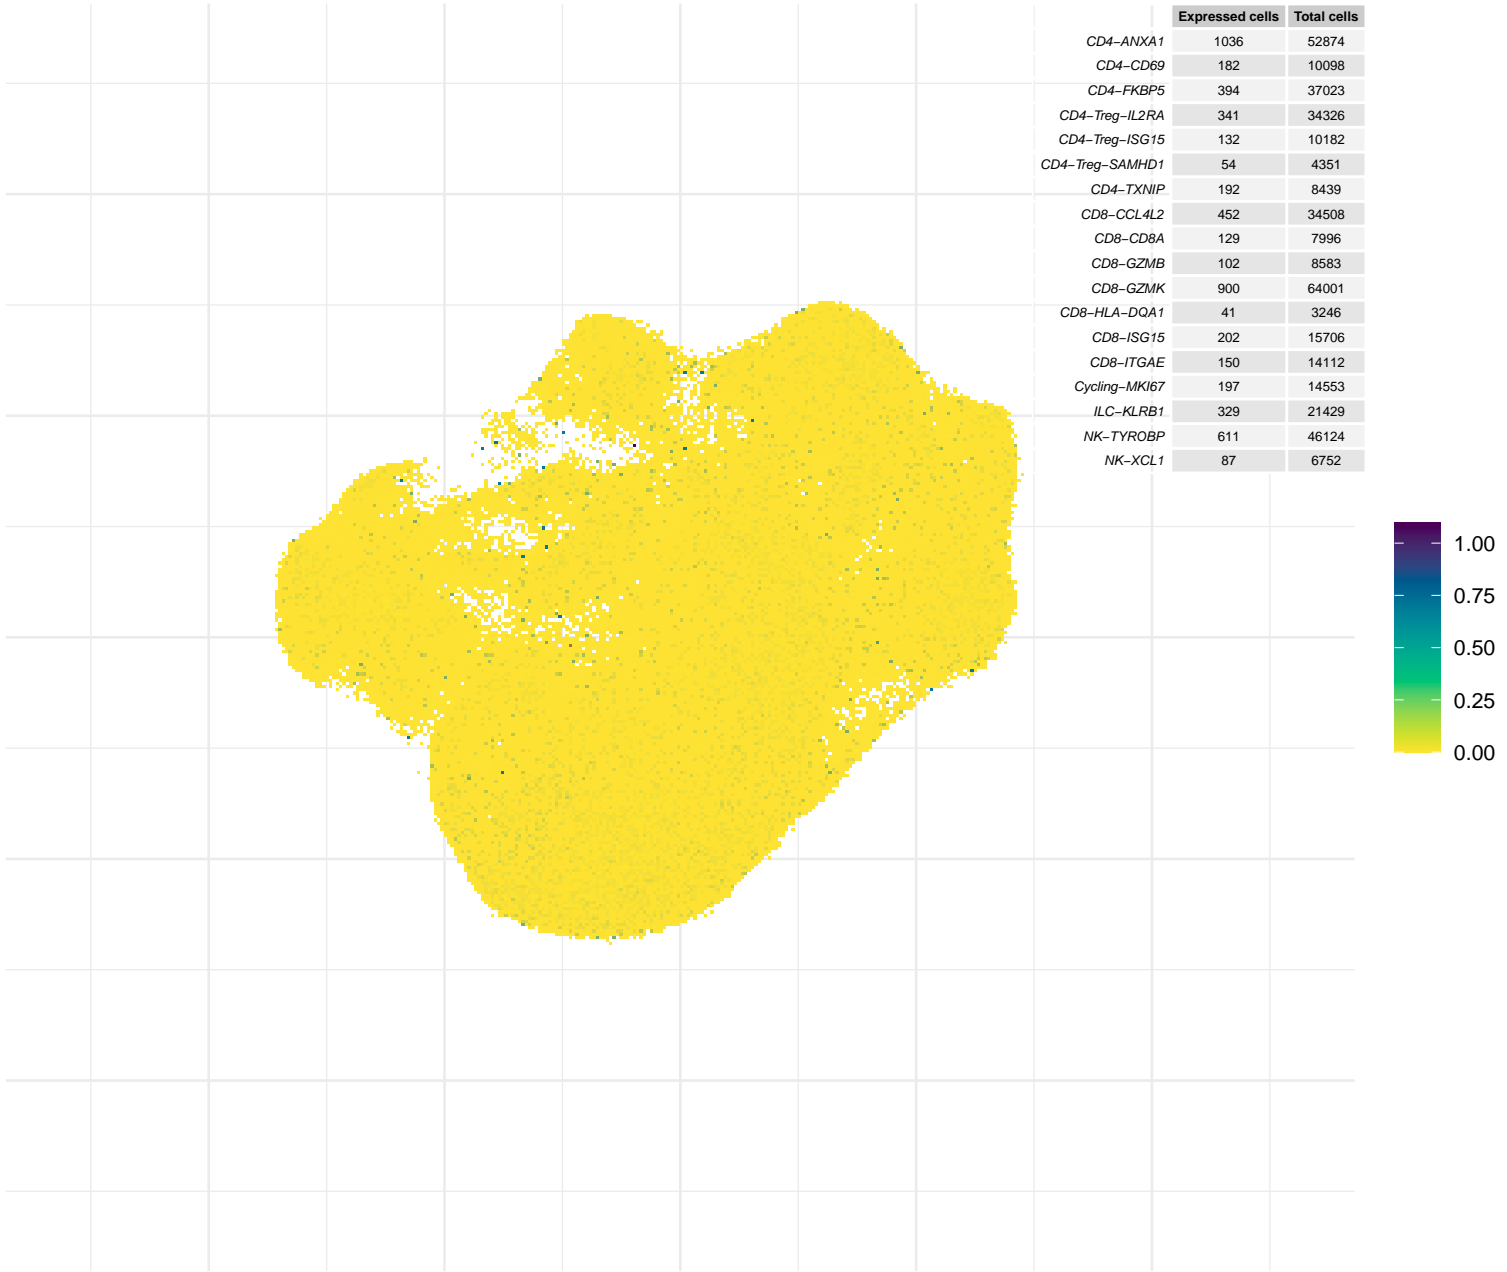 Expressed cells Total cells
CD4−ANXA1 1036 52874
CD4−CD69 182 10098
CD4−FKBP5 394 37023
CD4−Treg−IL2RA 341 34326
CD4−Treg−ISG15 132 10182
CD4−Treg−SAMHD1 54 4351
CD4−TXNIP 192 8439
CD8−CCL4L2 452 34508
CD8−CD8A 129 7996
CD8−GZMB 102 8583
CD8−GZMK 900 64001
CD8−HLA−DQA1 41 3246
CD8−ISG15 202 15706
CD8−ITGAE 150 14112
Cycling−MKI67 197 14553
ILC−KLRB1 329 21429
NK−TYROBP 611 46124
NK−XCL1 87 6752
1.00
0.75
0.50
0.25
0.00